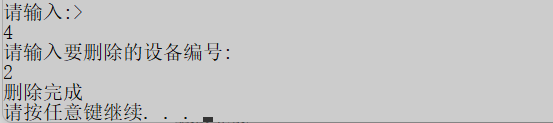 请输入:>
4
请输入要删除的设备编号:
2
删除完成
请按任意键继续. . .